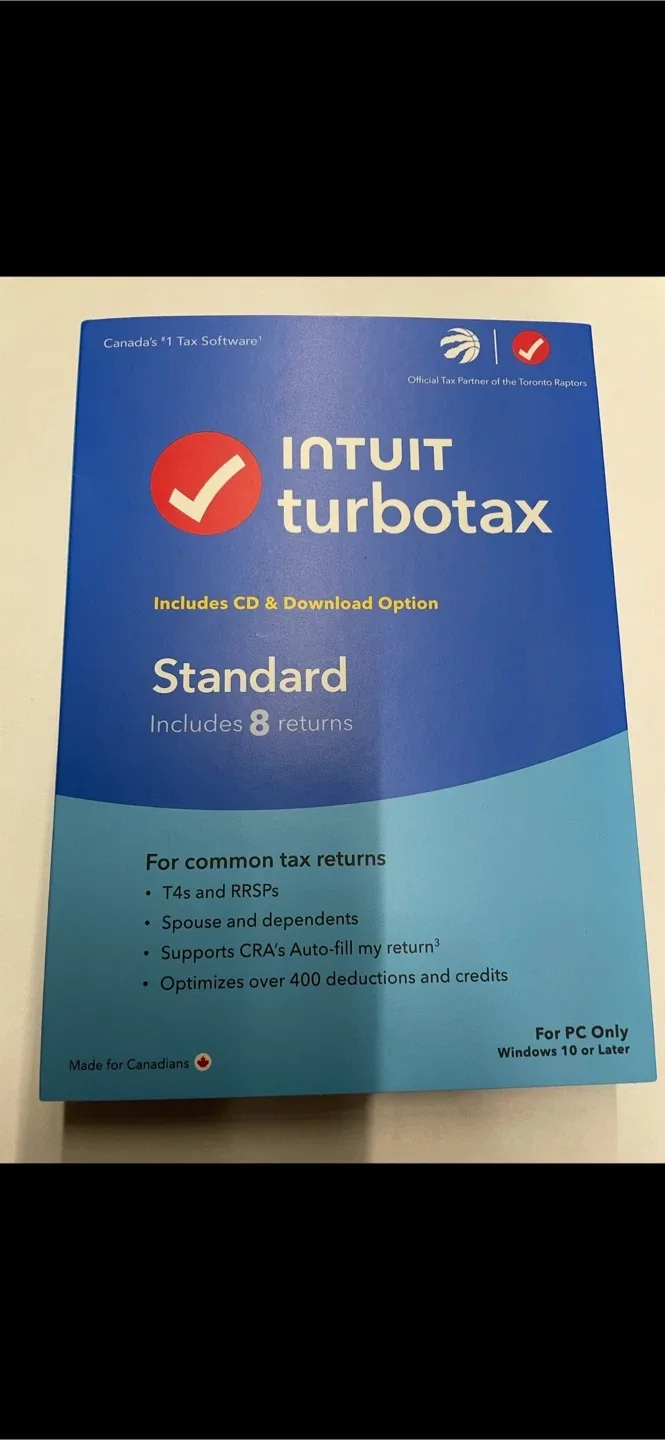 Canada's #1 Tax Software¹
Official Tax Partner of the Toronto Raptors
INTUIT
turbotax
Includes CD & Download Option
Standard
Includes 8 returns
For common tax returns
• T4s and RRSPs
• Spouse and dependents
• Supports CRA's Auto-fill my return³
• Optimizes over 400 deductions and credits
For PC Only
Windows 10 or Later
Made for Canadians